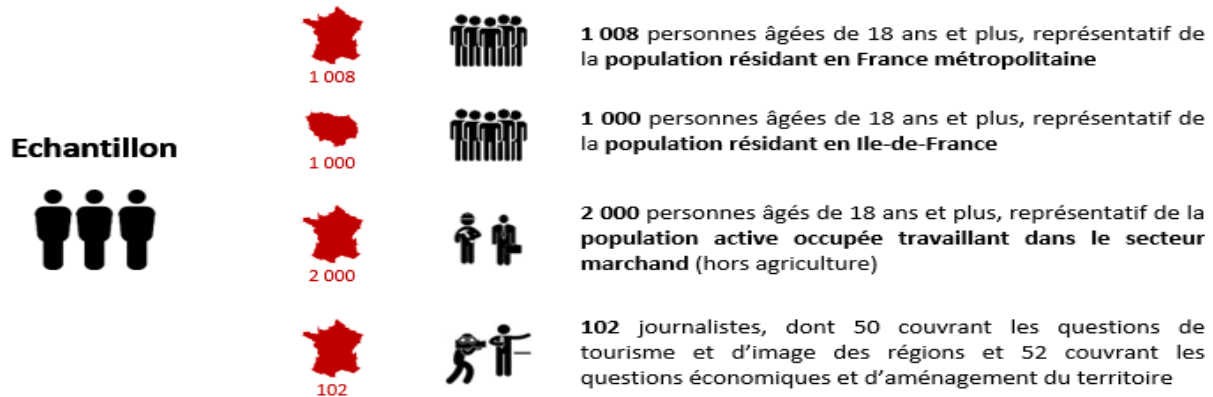 1 008 personnes âgées de 18 ans et plus, représentatif de
la population résidant en France métropolitaine
1 008
1 000 personnes âgées de 18 ans et plus, représentatif de
la population résidant en Ile-de-France
1 000
Echantillon
2 000 personnes âgés de 18 ans et plus, représentatif de la
population active occupée travaillant dans le secteur
marchand (hors agriculture)
2 000
102 journalistes, dont 50 couvrant les questions de
tourisme et d'image des régions et 52 couvrant les
questions économiques et d'aménagement du territoire
102